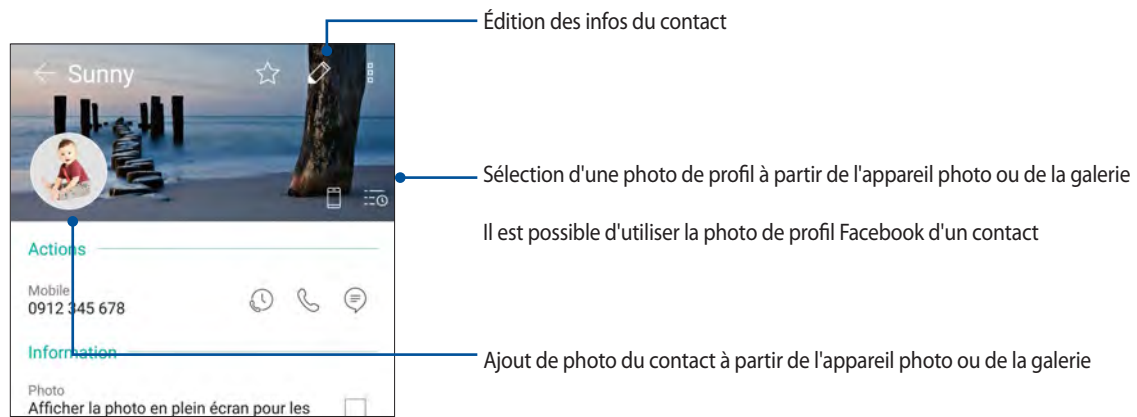 Édition des infos du contact
Sunny
Sélection d'une photo de profil à partir de l'appareil photo ou de la galerie
Il est possible d'utiliser la photo de profil Facebook d'un contact
Actions
Mobile
0912 345 678
Information
Ajout de photo du contact à partir de l'appareil photo ou de la galerie
Photo
Afficher la photo en plein écran pour les